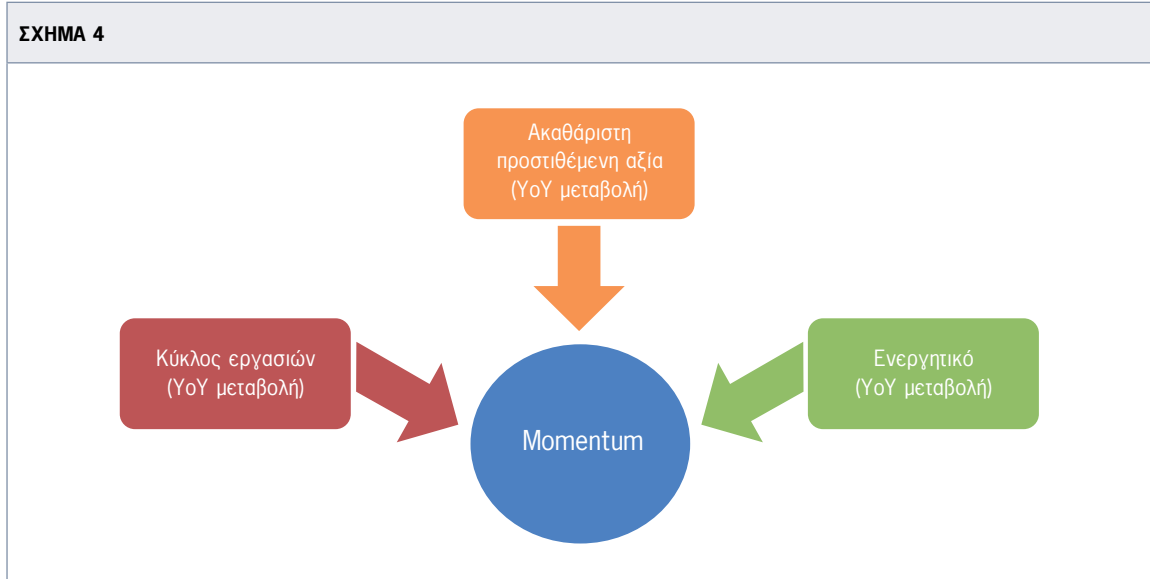 ΣΧΗΜΑ 4
Ακαθάριστη
προστιθέμενη αξία
(YoY μεταβολή)
Κύκλος εργασιών
(YoY μεταβολή)
Ενεργητικό
(YoY μεταβολή)
Momentum